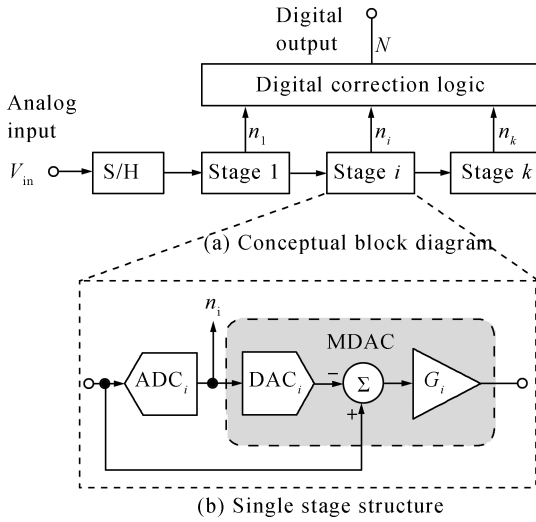 Digital
output
N
Digital correction logic
Analog
input
n1
ni
nk
Vin
S/H
Stage 1
Stage i
Stage k
(a) Conceptual block diagram
ni
MDAC
ADCi
DACi
−
Σ
+
Gi
(b) Single stage structure